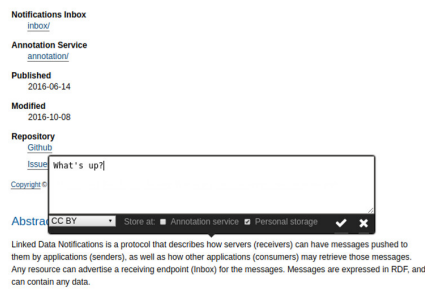 Notifications Inbox
inbox/
Annotation Service
annotation/
Published
2016-06-14
Modified
2016-10-08
Repository
Github
Issue
What's up?
Copyright ©
CC BY Store at: Annotation service Personal storage
Abstrac
Linked Data Notifications is a protocol that describes how servers (receivers) can have messages pushed to
them by applications (senders), as well as how other applications (consumers) may retrieve those messages.
Any resource can advertise a receiving endpoint (Inbox) for the messages. Messages are expressed in RDF, and
can contain any data.